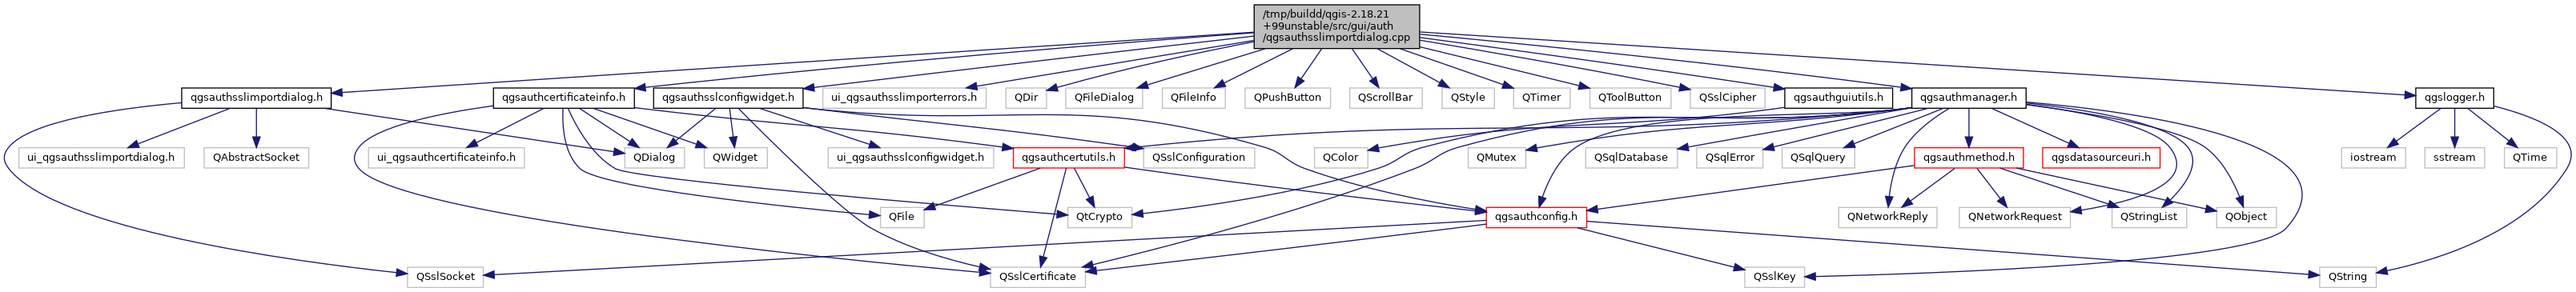 /tmp/buildd/qgis-2.18.21
+99unstable/src/gui/auth
/qgsauthsslimportdialog.cpp
qgsauthsslimportdialog.h
qgsauthcertificateinfo.h
qgsauthsslconfigwidget.h
ui_qgsauthsslimporterrors.h
QDir
QFileDialog
QFileInfo
QPushButton
QScrollBar
QStyle
QTimer
QToolButton
QSslCipher
qgsauthguiutils.h
qgsauthmanager.h
qgslogger.h
ui_qgsauthsslimportdialog.h
QAbstractSocket
ui_qgsauthcertificateinfo.h
QDialog
QWidget
ui_qgsauthsslconfigwidget.h
qgsauthcertutils.h
QSslConfiguration
QColor
QMutex
QSqlDatabase
QSqlError
QSqlQuery
qgsauthmethod.h
qgsdatasourceuri.h
iostream
sstream
QTime
QFile
QtCrypto
qgsauthconfig.h
QNetworkReply
QNetworkRequest
QStringList
QObject
QSslSocket
QSslCertificate
QSslKey
QString